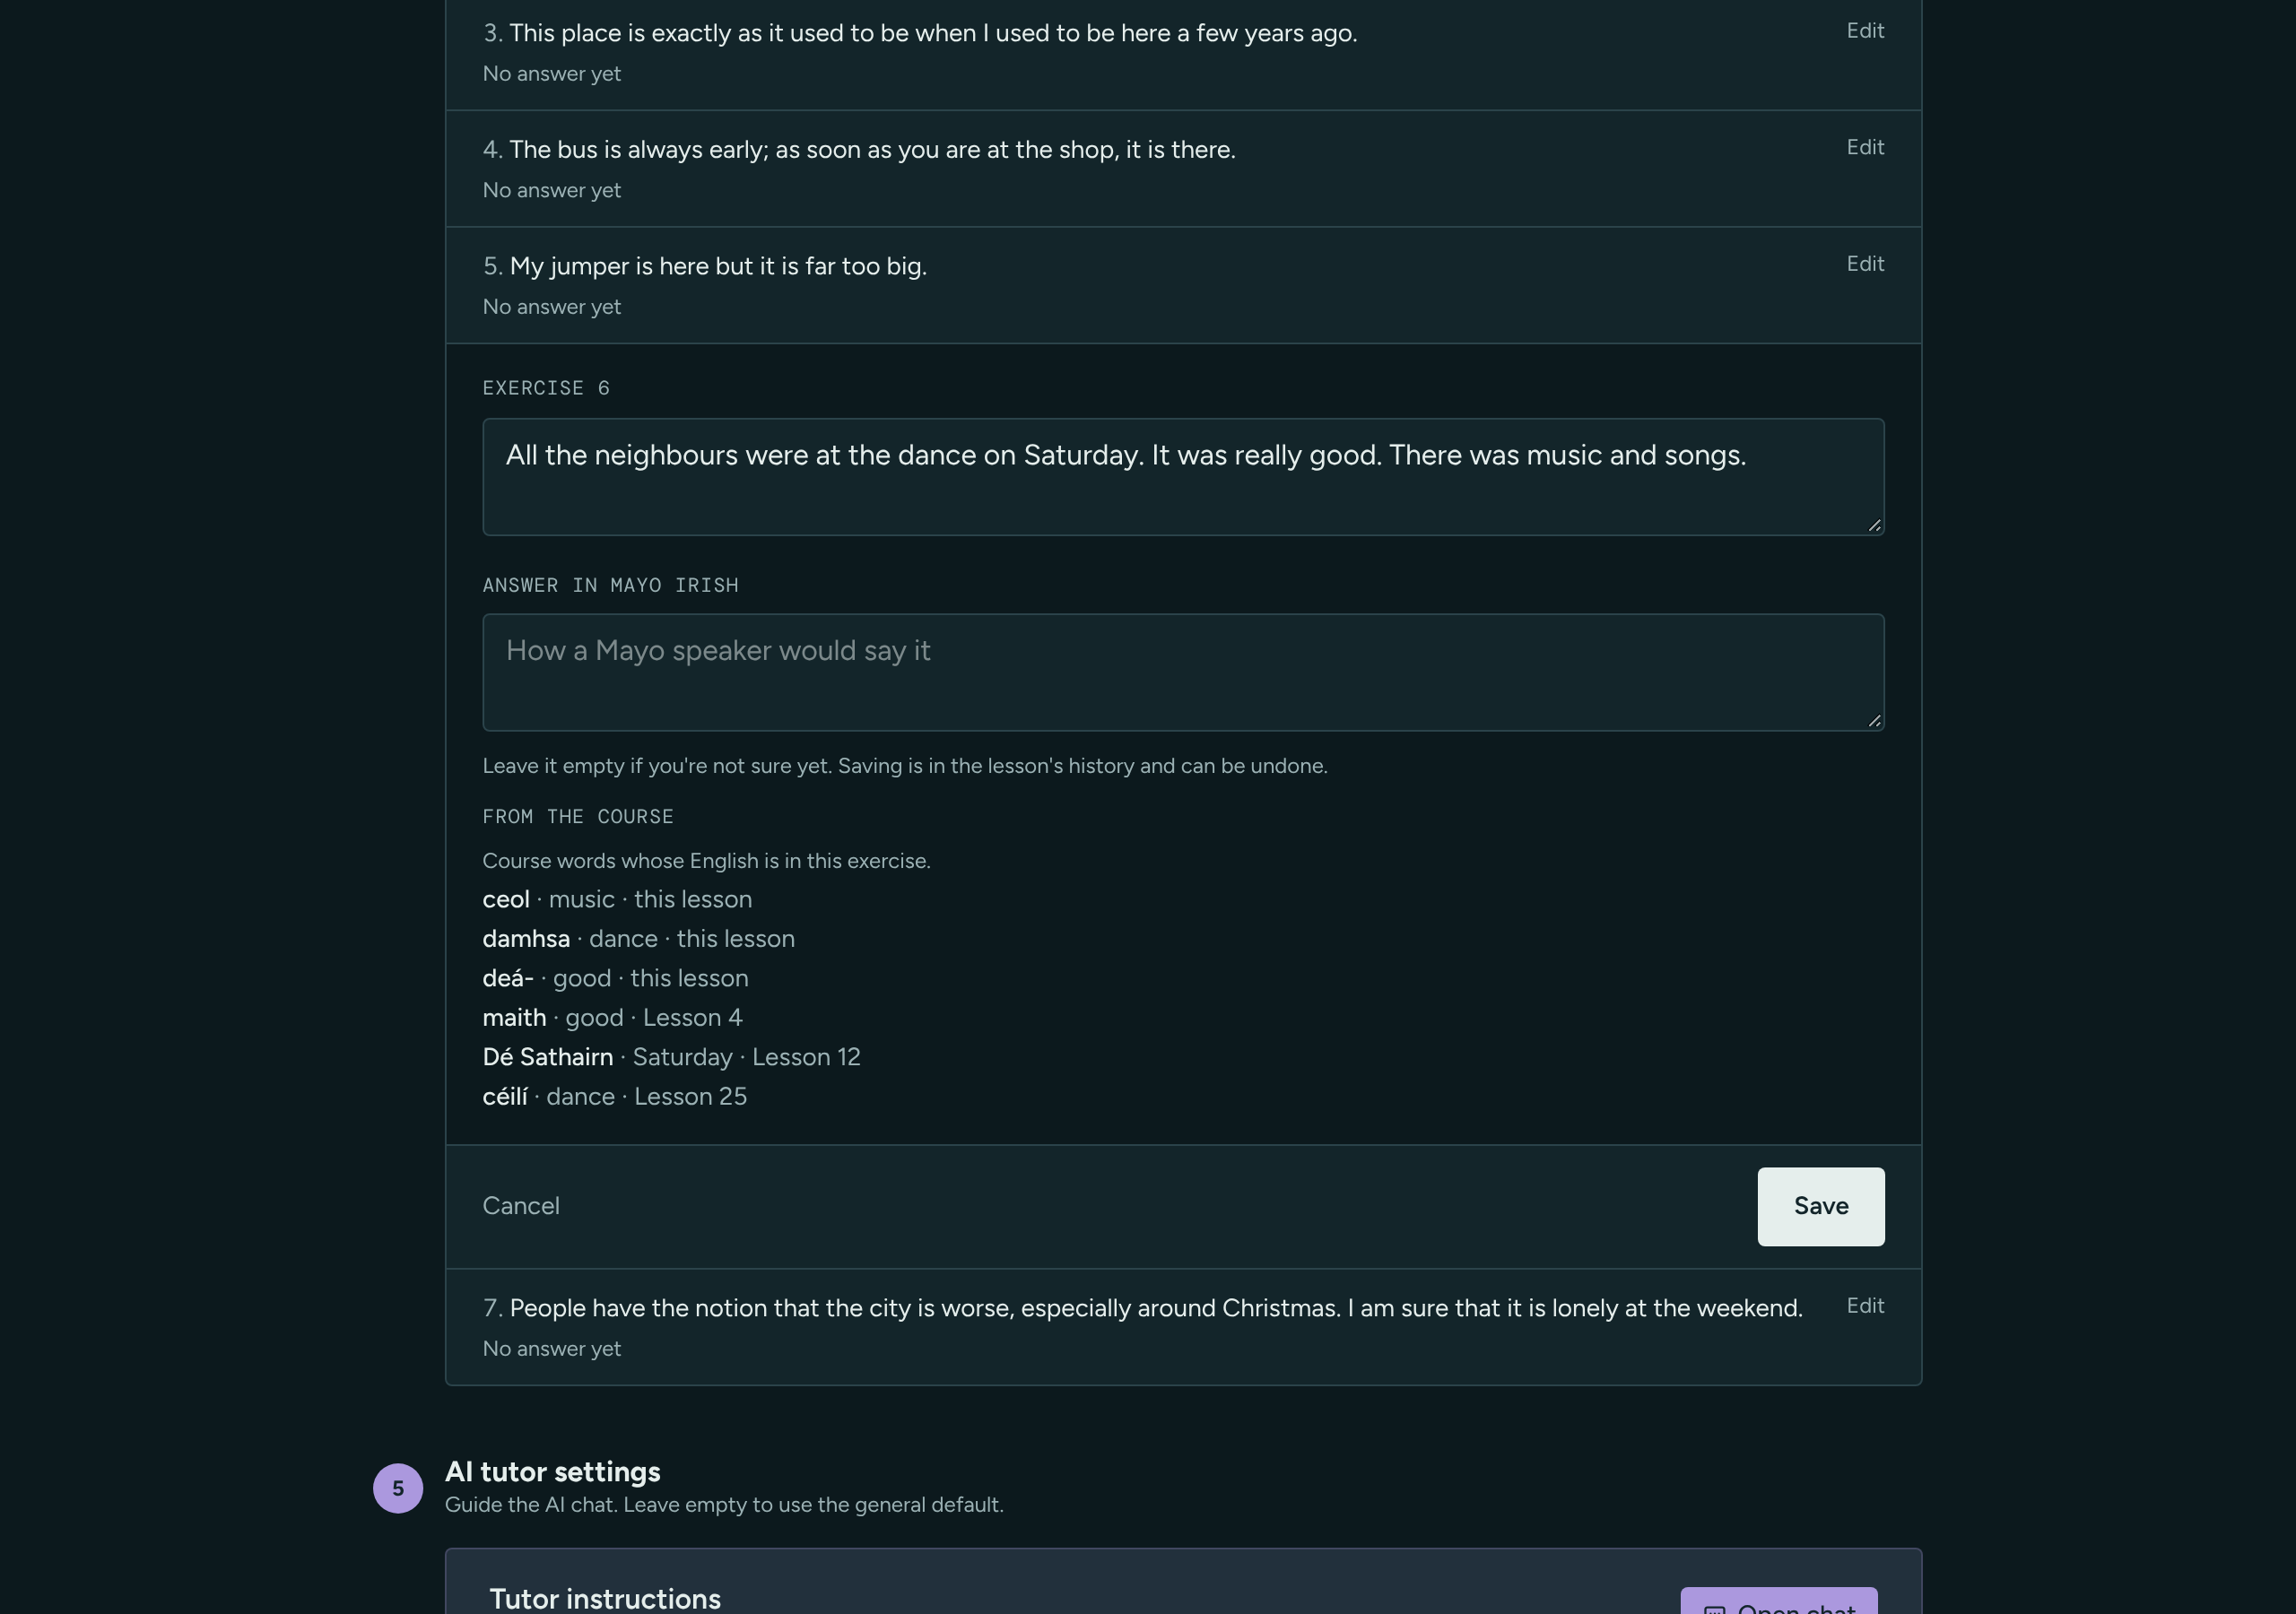 3. This place is exactly as it used to be when I used to be here a few years ago.
Edit
No answer yet
4. The bus is always early; as soon as you are at the shop, it is there.
Edit
No answer yet
5. My jumper is here but it is far too big.
Edit
No answer yet
EXERCISE 6
All the neighbours were at the dance on Saturday. It was really good. There was music and songs.
ANSWER IN MAYO IRISH
How a Mayo speaker would say it
Leave it empty if you're not sure yet. Saving is in the lesson's history and can be undone.
FROM THE COURSE
Course words whose English is in this exercise.
ceol · music · this lesson
damhsa · dance · this lesson
deá- · good · this lesson
maith · good · Lesson 4
Dé Sathairn · Saturday · Lesson 12
céilí · dance · Lesson 25
Cancel
Save
7. People have the notion that the city is worse, especially around Christmas. I am sure that it is lonely at the weekend.
Edit
No answer yet
5
AI tutor settings
Guide the AI chat. Leave empty to use the general default.
Tutor instructions
Open chat